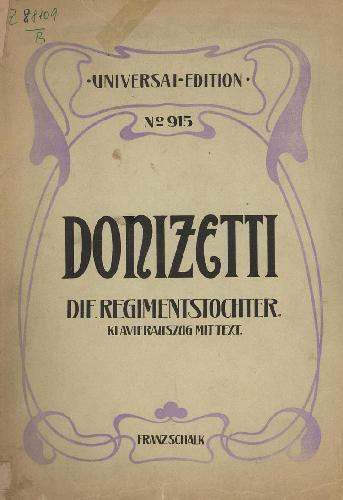 Z 81109
B
·UNIVERSAL-EDITION·
No 915
DONIZETTI
DIE REGIMENTSTOCHTER.
KLAVIERAUSZUG MIT TEXT.
FRANZ SCHALK